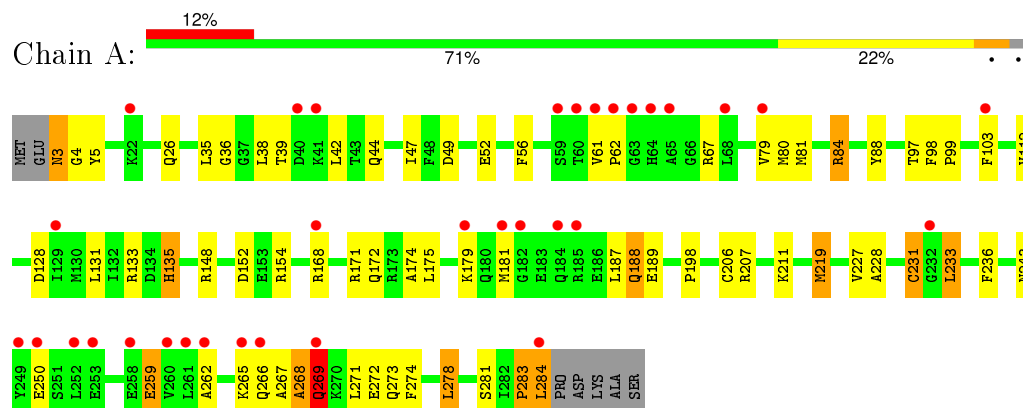 12%
Chain A:
71% 22% • •
MET GLU N3 G4 Y5 K22 Q26 L35 G36 G37 L38 T39 D40 K41 L42 T43 Q44 I47 F48 D49 E52 F56 S59 T60 V61 P62 G63 H64 A65 G66 R67 L68 V79 M80 M81 R84 Y88 T97 F98 P99 F103
D128 I129 M130 L131 I132 R133 D134 H135 R148 D152 E153 R154 R168 R171 Q172 R173 A174 L175 K179 Q180 M181 G182 E183 Q184 R185 E186 L187 Q188 E189 P198 C206 R207 K211 M219 V227 A228 C231 G232 L233 F236
Y249 E250 S251 L252 E253 E258 E259 V260 L261 A262 K265 Q266 A267 A268 Q269 K270 L271 E272 Q273 F274 L278 S281 I282 P283 L284 PRO ASP LYS ALA SER